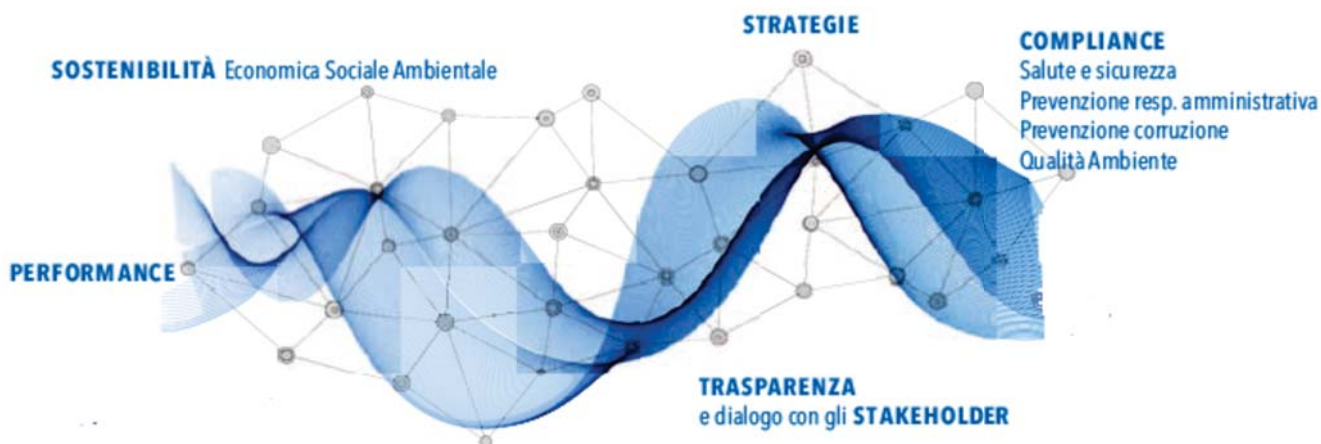 STRATEGIE
SOSTENIBILITÀ Economica Sociale Ambientale
COMPLIANCE
Salute e sicurezza
Prevenzione resp. amministrativa
Prevenzione corruzione
Qualità Ambiente
PERFORMANCE
TRASPARENZA
e dialogo con gli STAKEHOLDER